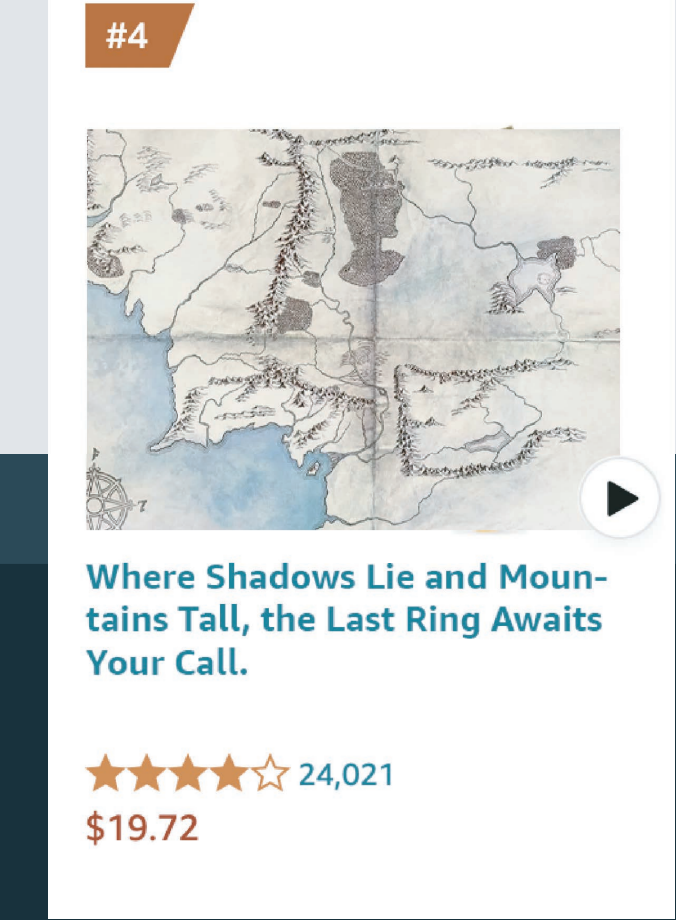 #4
Where Shadows Lie and Moun-
tains Tall, the Last Ring Awaits
Your Call.
24,021
$19.72